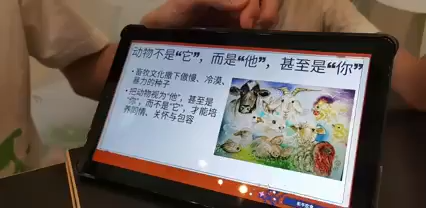 动物不是“它”，而是“他”，甚至是“你”
• 畜牧文化撒下傲慢、冷漠、
暴力的种子
• 把动物视为“他”，甚至是
“你”，而不是“它”，才能培
养同情、关怀与包容